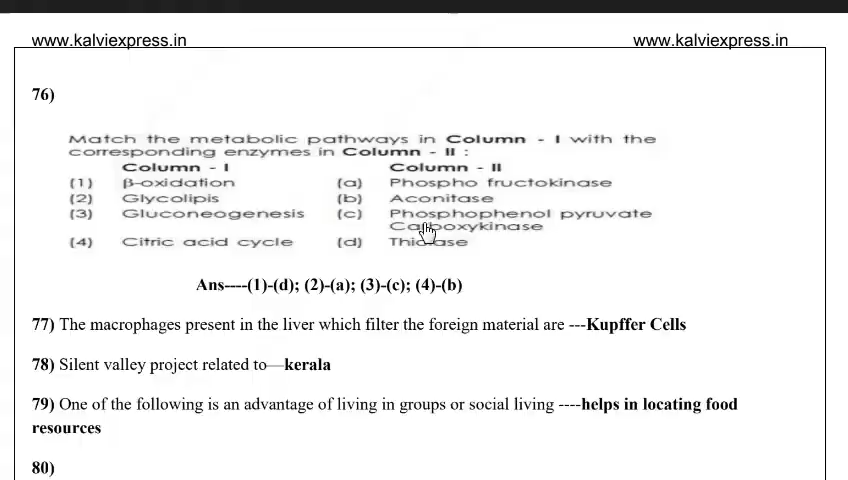 www.kalviexpress.in www.kalviexpress.in
76)
Match the metabolic pathways in Column - I with the
corresponding enzymes in Column - II :
Column - I Column - II
(1) β-oxidation (a) Phospho fructokinase
(2) Glycolipis (b) Aconitase
(3) Gluconeogenesis (c) Phosphophenol pyruvate
Carboxykinase
(4) Citric acid cycle (d) Thiolase
Ans----(1)-(d); (2)-(a); (3)-(c); (4)-(b)
77) The macrophages present in the liver which filter the foreign material are ---Kupffer Cells
78) Silent valley project related to—kerala
79) One of the following is an advantage of living in groups or social living ----helps in locating food
resources
80)